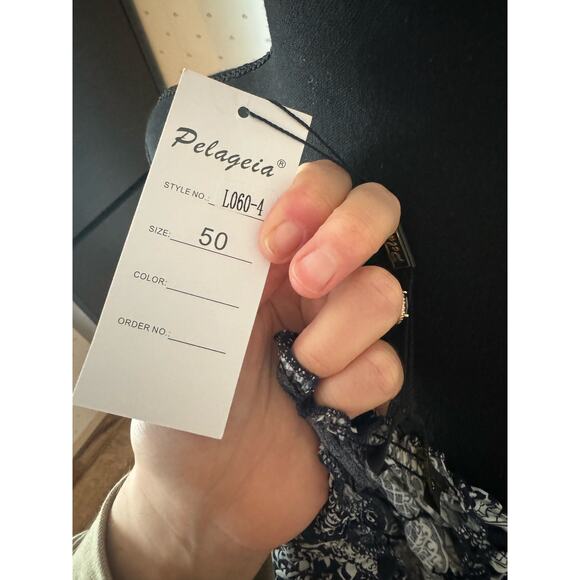 Pelageia®
STYLE NO.: L060-4
SIZE: 50
COLOR:
ORDER NO.: